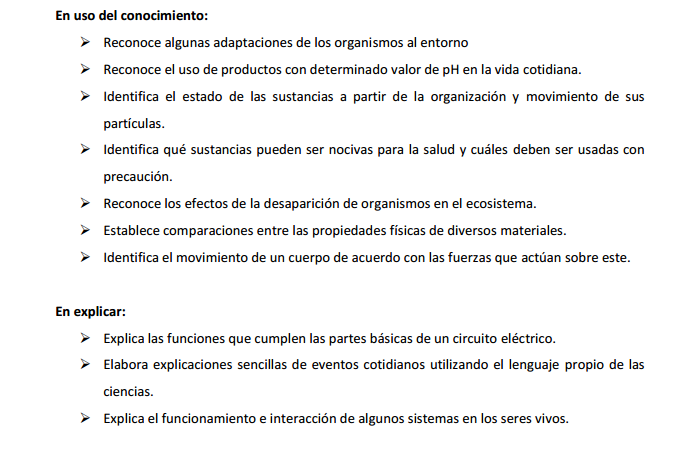 En uso del conocimiento:
➢ Reconoce algunas adaptaciones de los organismos al entorno
➢ Reconoce el uso de productos con determinado valor de pH en la vida cotidiana.
➢ Identifica el estado de las sustancias a partir de la organización y movimiento de sus
partículas.
➢ Identifica qué sustancias pueden ser nocivas para la salud y cuáles deben ser usadas con
precaución.
➢ Reconoce los efectos de la desaparición de organismos en el ecosistema.
➢ Establece comparaciones entre las propiedades físicas de diversos materiales.
➢ Identifica el movimiento de un cuerpo de acuerdo con las fuerzas que actúan sobre este.
En explicar:
➢ Explica las funciones que cumplen las partes básicas de un circuito eléctrico.
➢ Elabora explicaciones sencillas de eventos cotidianos utilizando el lenguaje propio de las
ciencias.
➢ Explica el funcionamiento e interacción de algunos sistemas en los seres vivos.